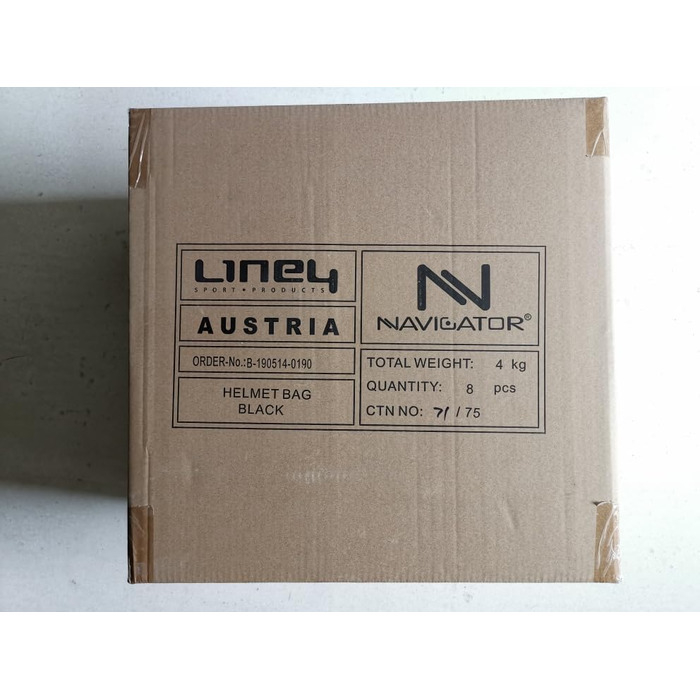 Line4
SPORT • PRODUCTS
AUSTRIA
ORDER-No.:B-190514-0190
HELMET BAG
BLACK
NAVIGATOR®
TOTAL WEIGHT: 4 kg
QUANTITY: 8 pcs
CTN NO: 71/75